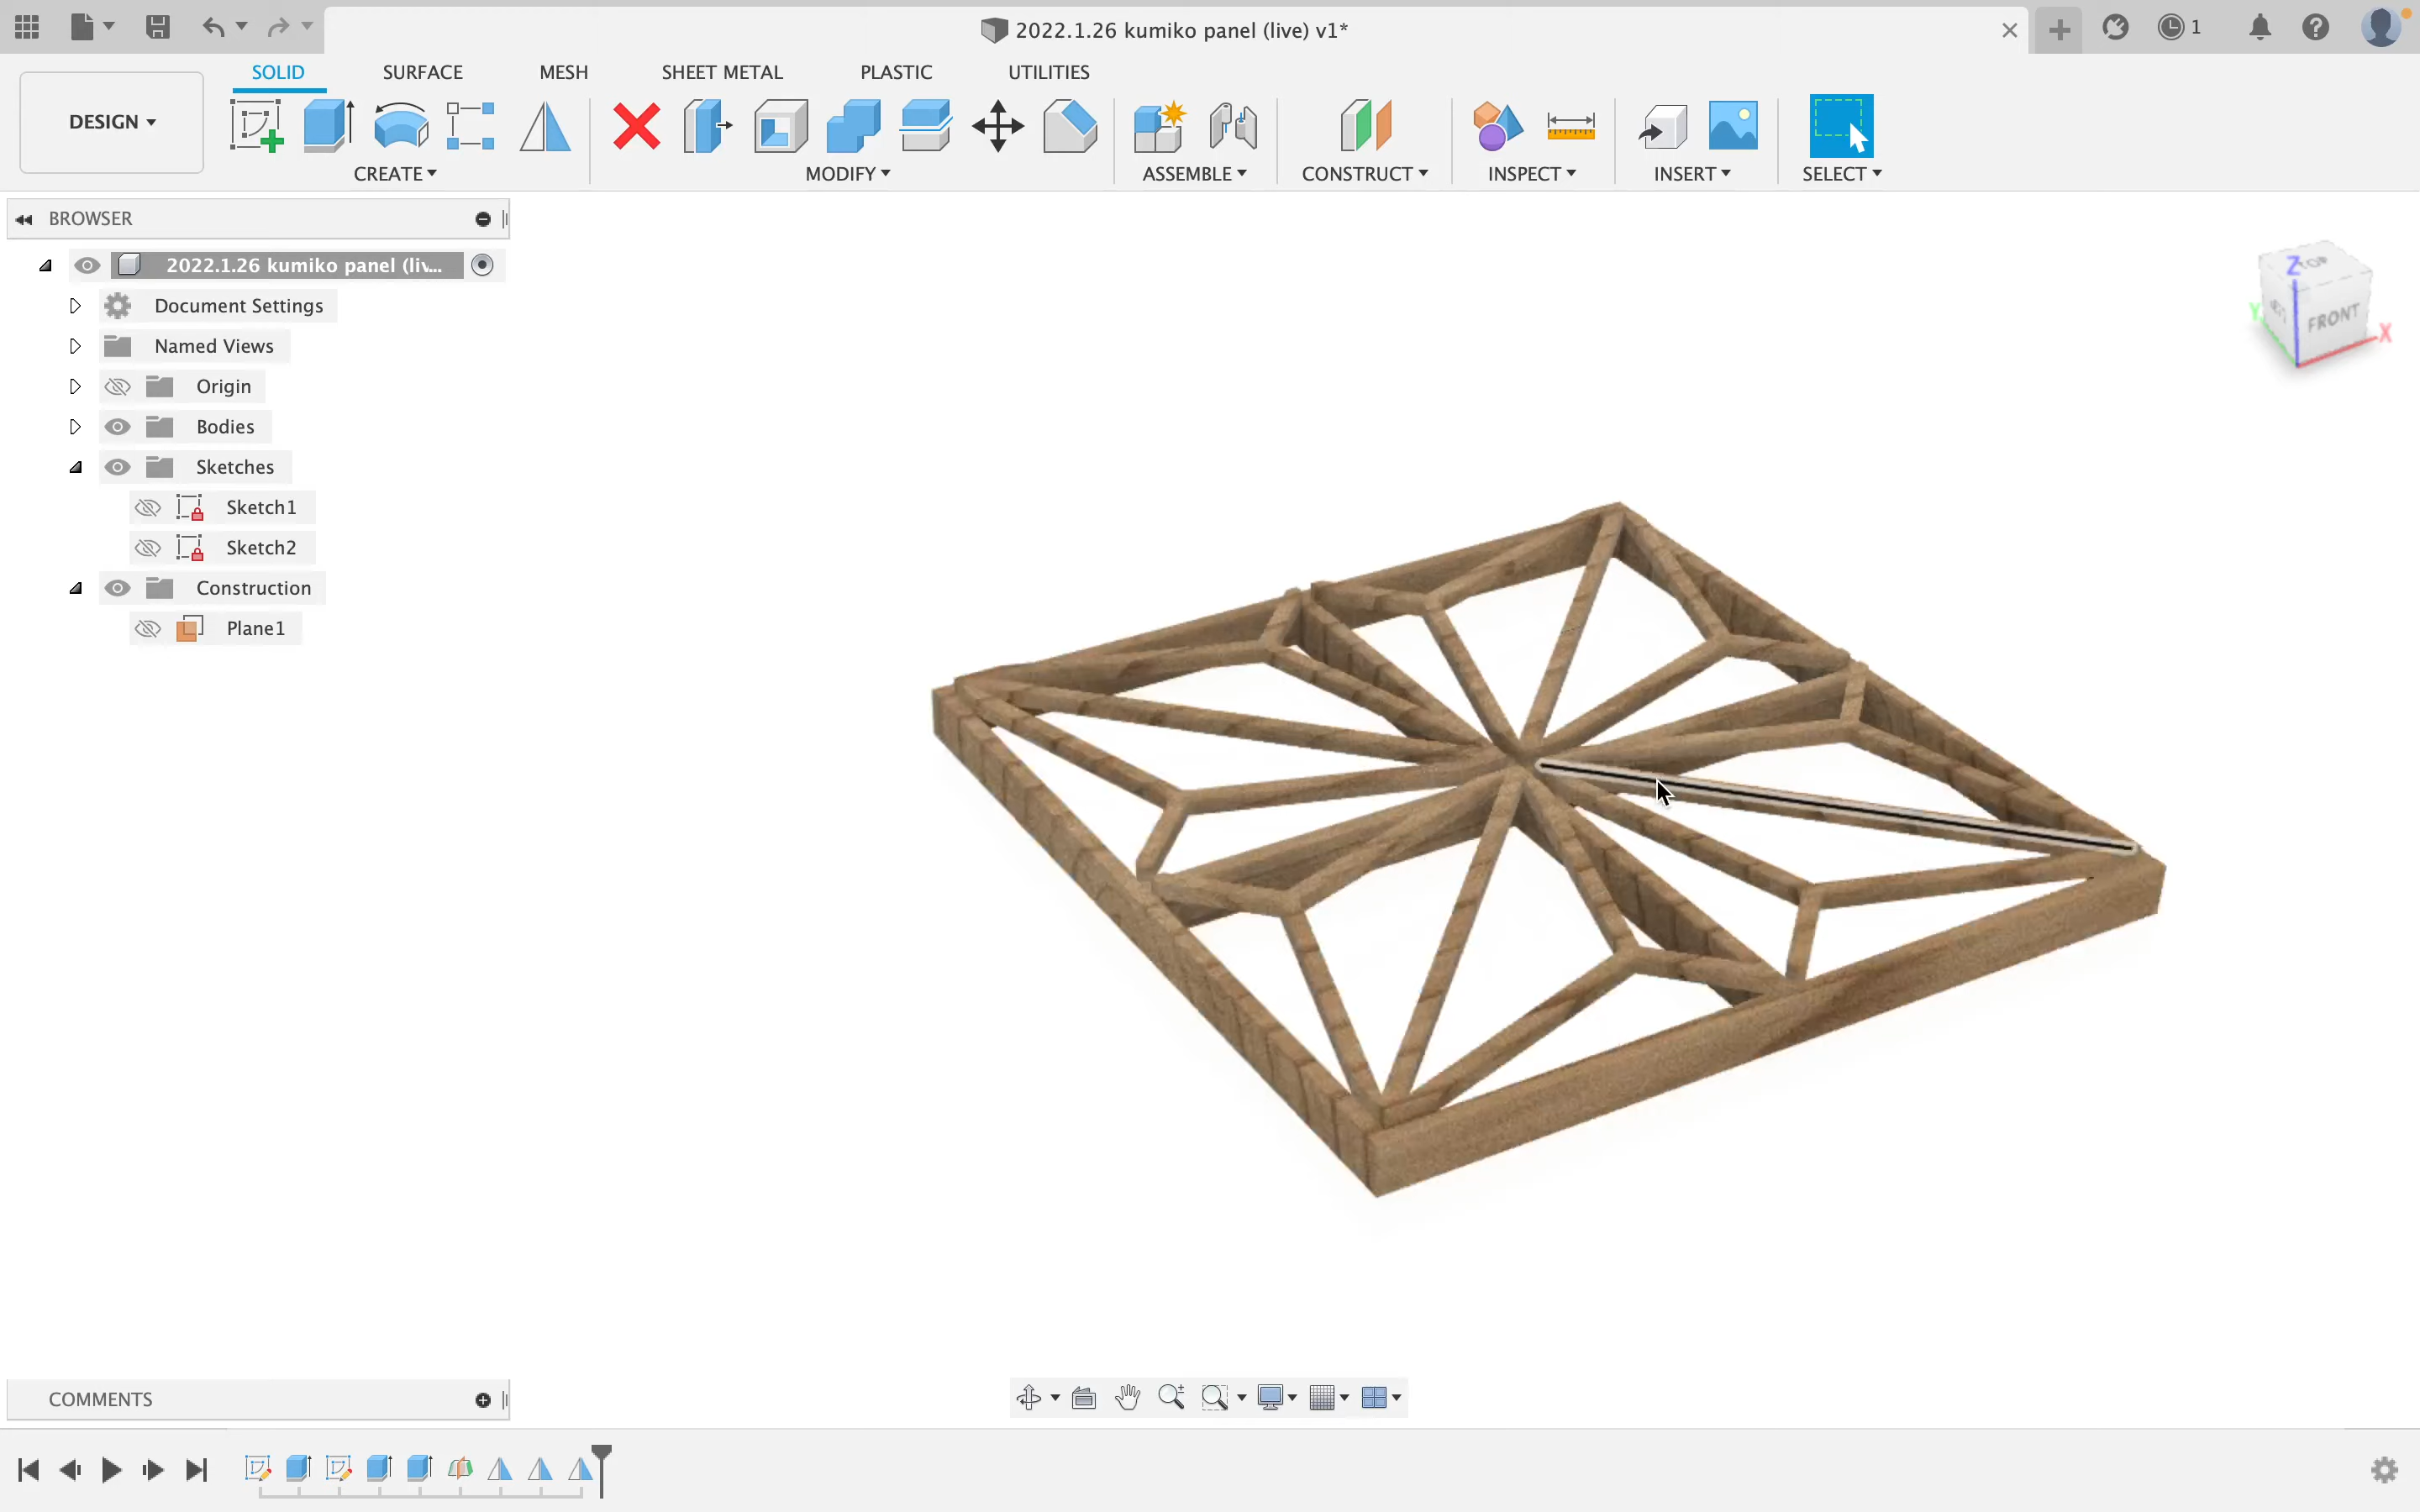 2022.1.26 kumiko panel (live) v1*
1
SOLID SURFACE MESH SHEET METAL PLASTIC UTILITIES
DESIGN
CREATE MODIFY ASSEMBLE CONSTRUCT INSPECT INSERT SELECT
BROWSER
2022.1.26 kumiko panel (liv...
Document Settings
Named Views
Origin
Bodies
Sketches
Sketch1
Sketch2
Construction
Plane1
TOP
Z
Y
LEFT
FRONT
X
COMMENTS